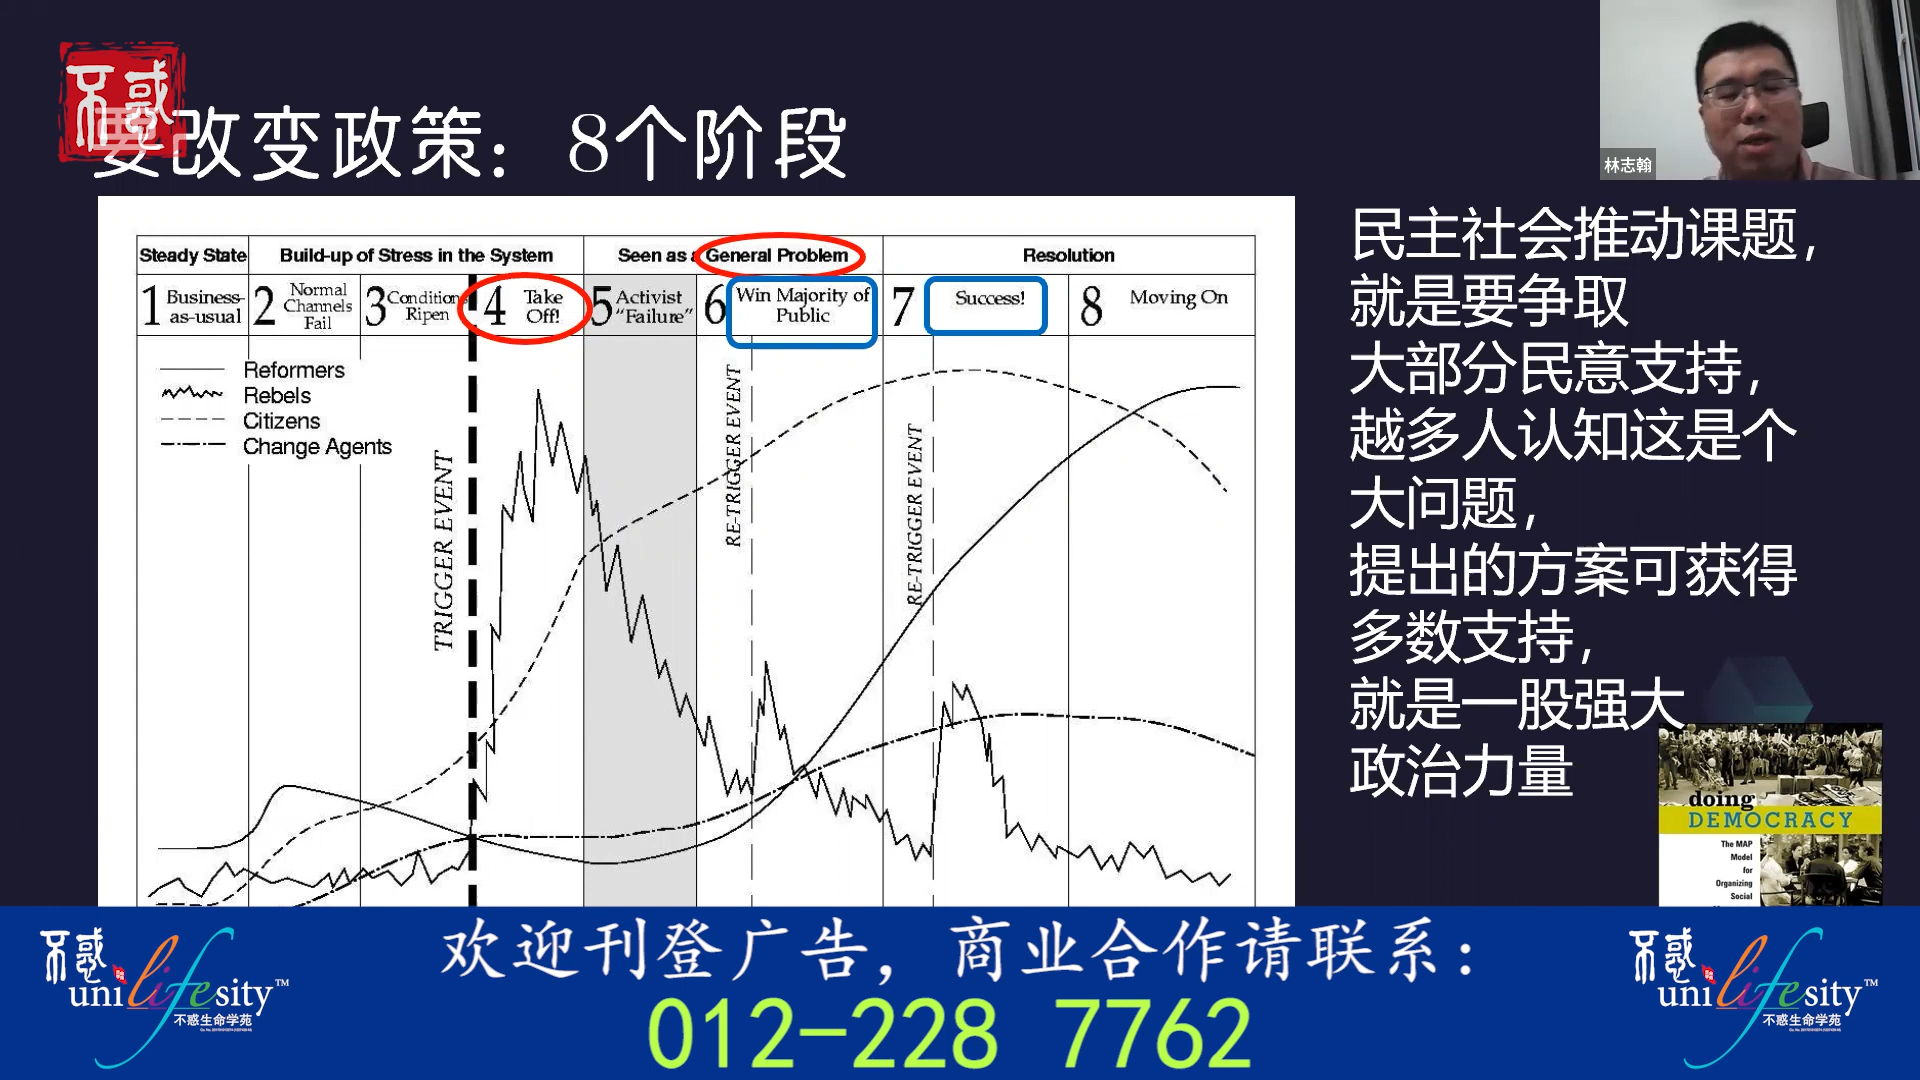 不惑
要改变政策：8个阶段
林志翰
Steady State
Build-up of Stress in the System
Seen as a General Problem
Resolution
1 Business-as-usual
2 Normal Channels Fail
3 Conditions Ripen
4 Take Off!
5 Activist "Failure"
6 Win Majority of Public
7 Success!
8 Moving On
Reformers
Rebels
Citizens
Change Agents
TRIGGER EVENT
RE-TRIGGER EVENT
RE-TRIGGER EVENT
民主社会推动课题，
就是要争取
大部分民意支持，
越多人认知这是个
大问题，
提出的方案可获得
多数支持，
就是一股强大
政治力量
doing
DEMOCRACY
The MAP
Model
for
Organizing
Social
欢迎刊登广告，商业合作请联系：
012-228 7762
不惑
unilifesity™
不惑生命学苑
不惑
unilifesity™
不惑生命学苑